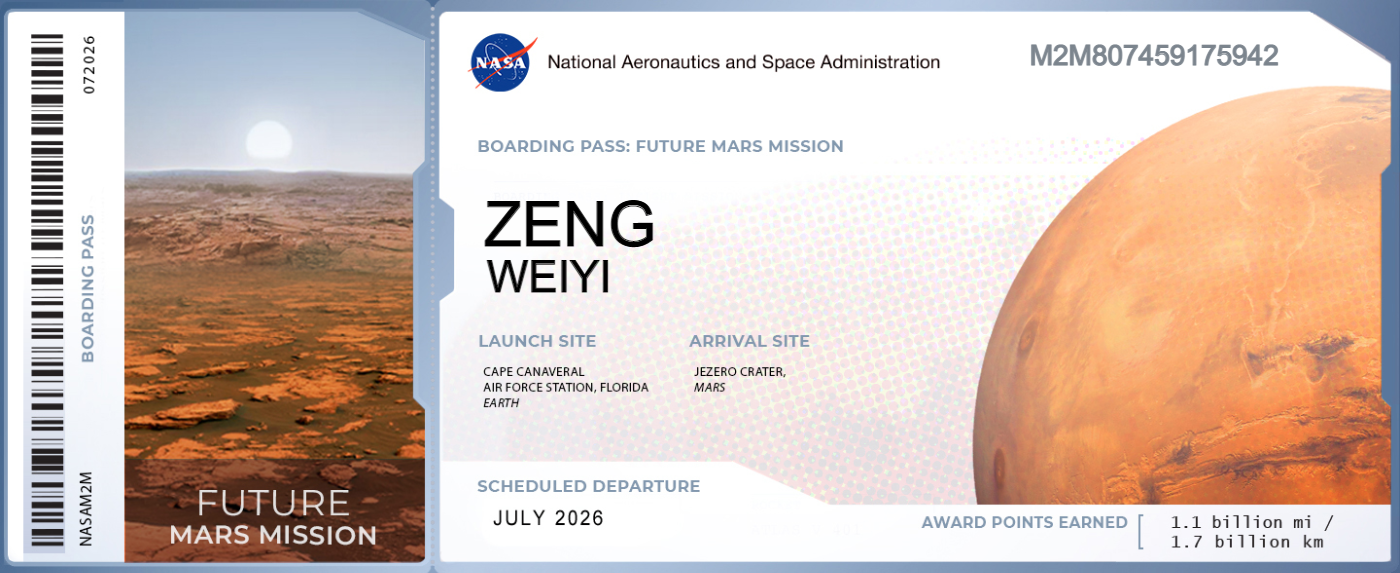 072026
BOARDING PASS
NASAM2M
FUTURE
MARS MISSION
NASA
National Aeronautics and Space Administration
M2M807459175942
BOARDING PASS: FUTURE MARS MISSION
ZENG
WEIYI
LAUNCH SITE
CAPE CANAVERAL
AIR FORCE STATION, FLORIDA
EARTH
ARRIVAL SITE
JEZERO CRATER,
MARS
SCHEDULED DEPARTURE
JULY 2026
AWARD POINTS EARNED
1.1 billion mi /
1.7 billion km